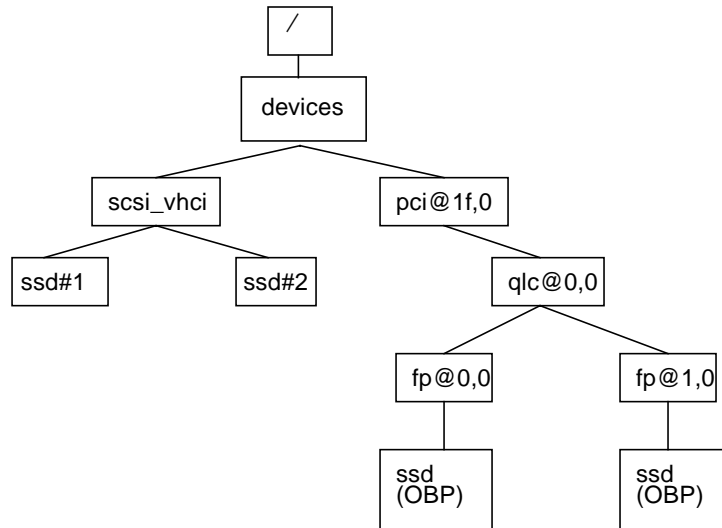 /
devices
scsi_vhci
pci@1f,0
ssd#1
ssd#2
qlc@0,0
fp@0,0
fp@1,0
ssd
(OBP)
ssd
(OBP)